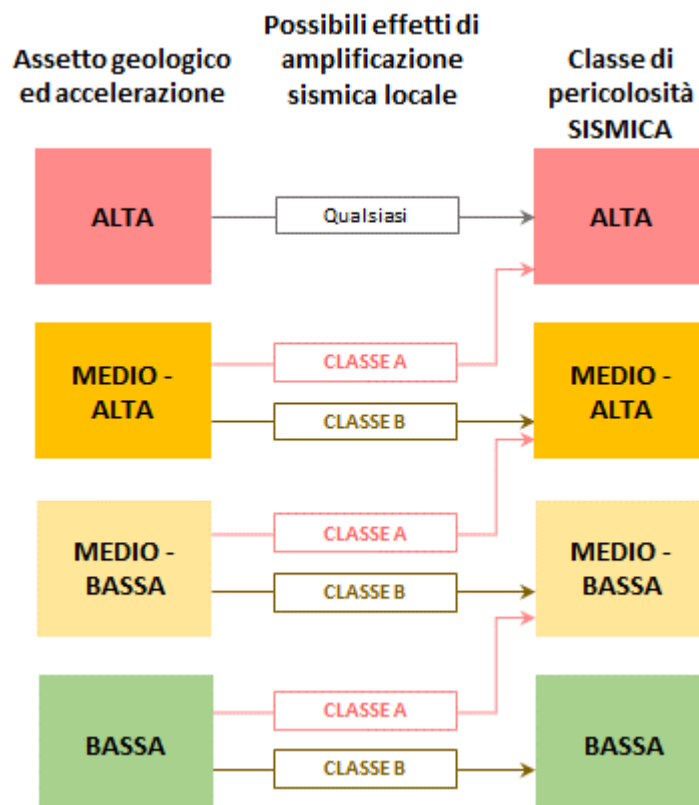 Assetto geologico
ed accelerazione
Possibili effetti di
amplificazione
sismica locale
Classe di
pericolosità
SISMICA
ALTA
Qualsiasi
ALTA
MEDIO -
ALTA
CLASSE A
CLASSE B
MEDIO -
ALTA
MEDIO -
BASSA
CLASSE A
CLASSE B
MEDIO -
BASSA
BASSA
CLASSE A
CLASSE B
BASSA